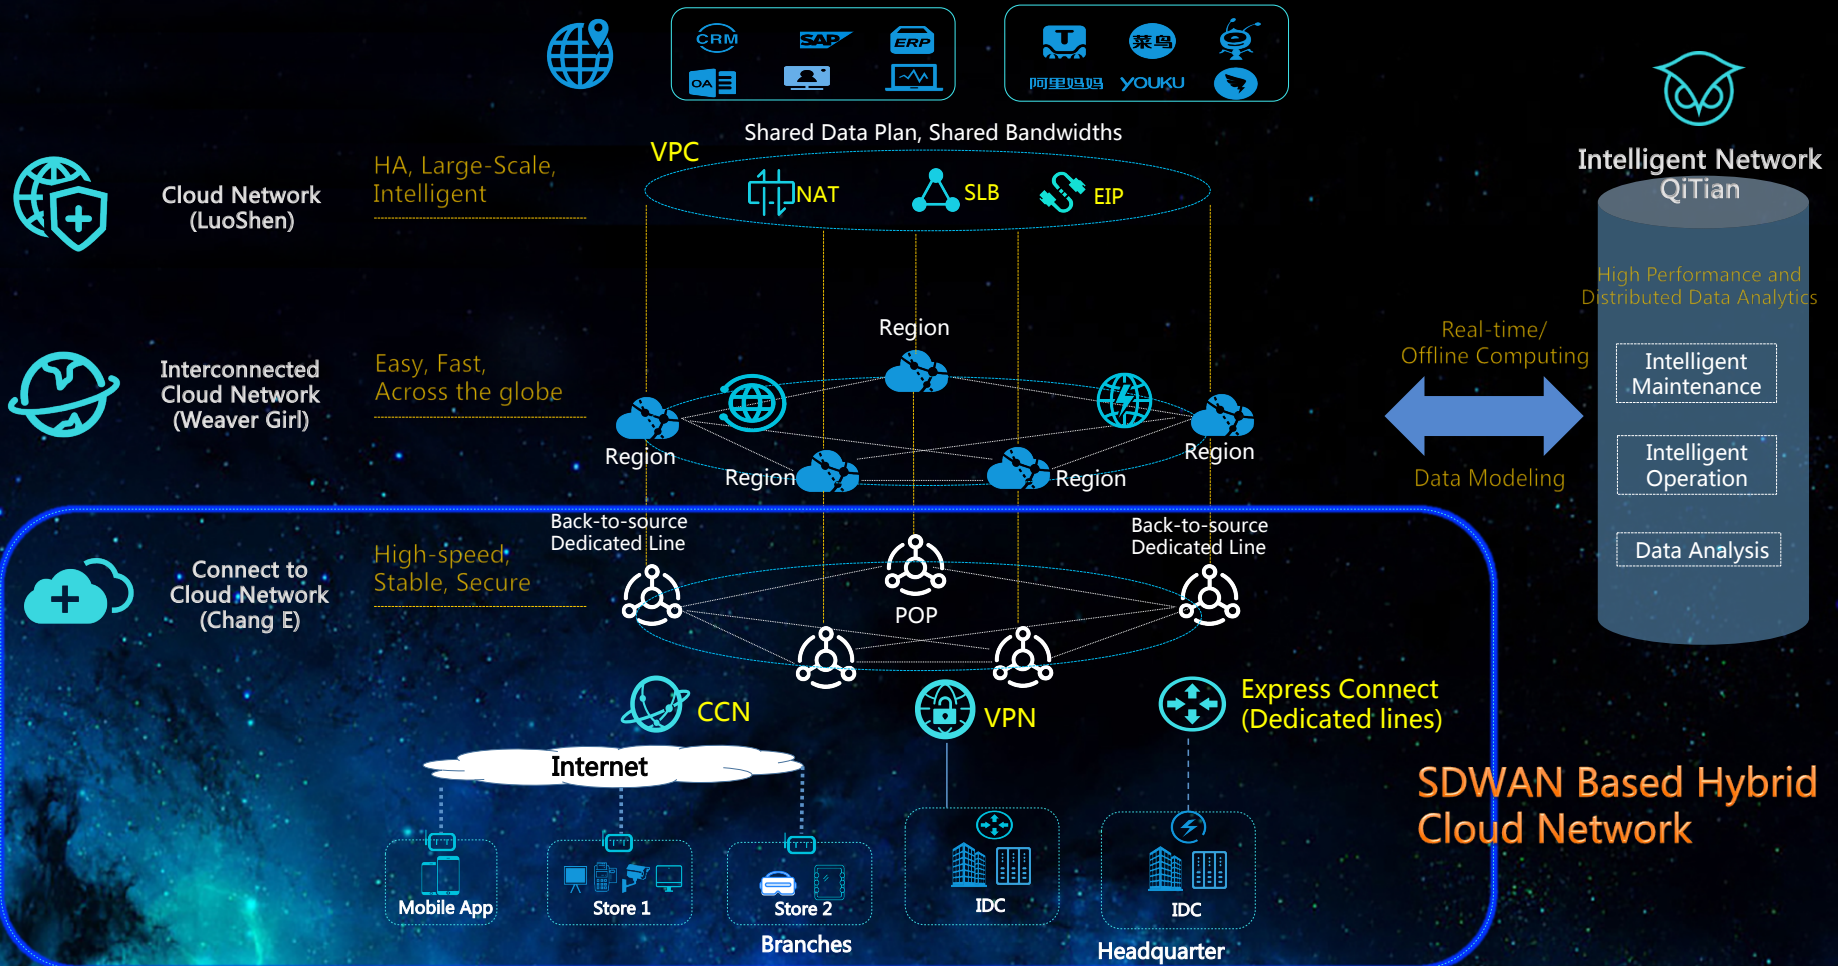 CRM
SAP
ERP
OA
T
菜鸟
阿里妈妈
YOUKU
Shared Data Plan, Shared Bandwidths
VPC
NAT
SLB
EIP
Cloud Network
(LuoShen)
HA, Large-Scale,
Intelligent
Intelligent Network
QiTian
High Performance and
Distributed Data Analytics
Real-time/
Offline Computing
Data Modeling
Intelligent
Maintenance
Intelligent
Operation
Data Analysis
Interconnected
Cloud Network
(Weaver Girl)
Easy, Fast,
Across the globe
Region
Region
Region
Region
Region
Connect to
Cloud Network
(Chang E)
High-speed,
Stable, Secure
Back-to-source
Dedicated Line
Back-to-source
Dedicated Line
POP
CCN
VPN
Express Connect
(Dedicated lines)
Internet
SDWAN Based Hybrid
Cloud Network
Mobile App
Store 1
Store 2
IDC
IDC
Branches
Headquarter